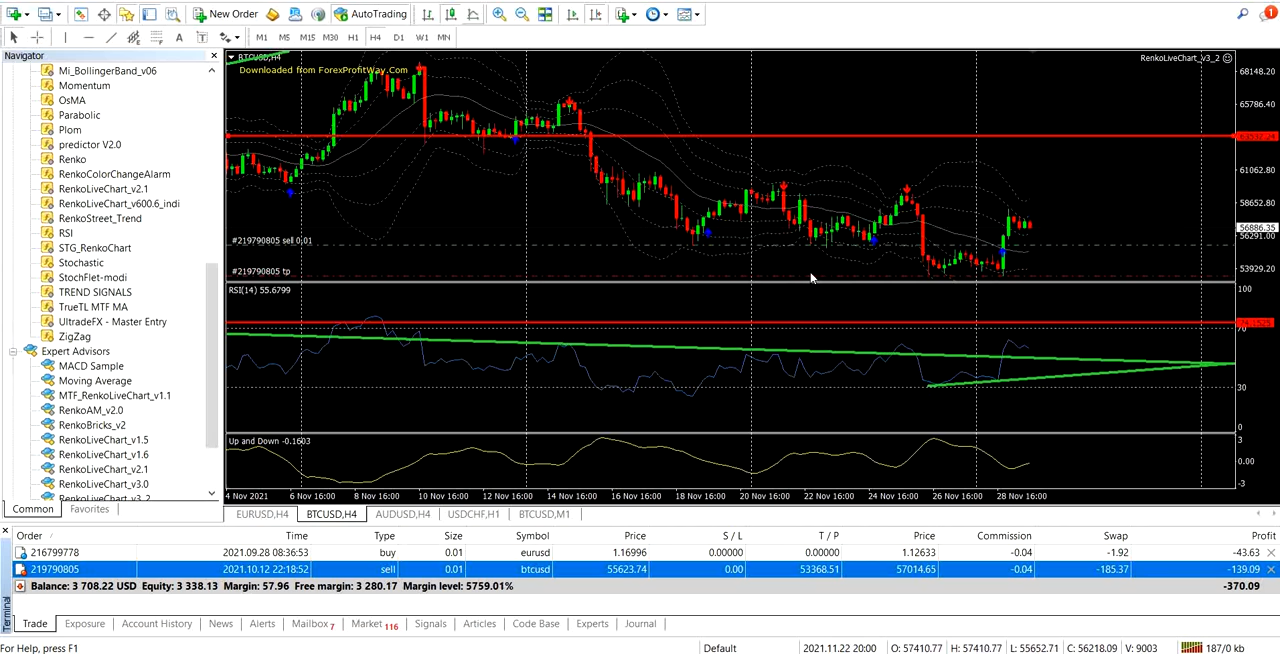 New Order
AutoTrading
1
A T
M1 M5 M15 M30 H1 H4 D1 W1 MN
Navigator
Mi_BollingerBand_v06
Momentum
OsMA
Parabolic
Plom
predictor V2.0
Renko
RenkoColorChangeAlarm
RenkoLiveChart_v2.1
RenkoLiveChart_v600.6_indi
RenkoStreet_Trend
RSI
STG_RenkoChart
Stochastic
StochFlet-modi
TREND SIGNALS
TrueTL MTF MA
UltradeFX - Master Entry
ZigZag
Expert Advisors
MACD Sample
Moving Average
MTF_RenkoLiveChart_v1.1
RenkoAM_v2.0
RenkoBricks_v2
RenkoLiveChart_v1.5
RenkoLiveChart_v1.6
RenkoLiveChart_v2.1
RenkoLiveChart_v3.0
RenkoLiveChart_v3_2
Common Favorites
BTCUSD,H4
RenkoLiveChart_v3_2
Downloaded from ForexProfitWay.Com
68148.20
65786.40
61062.80
58652.80
56886.35
56291.00
53929.20
#219790805 sell 0.01
#219790805 tp
RSI(14) 55.6799
100
70
30
0
Up and Down -0.1603
3
0.00
-3
4 Nov 2021 6 Nov 16:00 8 Nov 16:00 10 Nov 16:00 12 Nov 16:00 14 Nov 16:00 16 Nov 16:00 18 Nov 16:00 20 Nov 16:00 22 Nov 16:00 24 Nov 16:00 26 Nov 16:00 28 Nov 16:00
EURUSD,H4 BTCUSD,H4 AUDUSD,H4 USDCHF,H1 BTCUSD,M1
Order Time Type Size Symbol Price S / L T / P Price Commission Swap Profit
216799778 2021.09.28 08:36:53 buy 0.01 eurusd 1.16996 0.00000 0.00000 1.12633 -0.04 -1.92 -43.63
219790805 2021.10.12 22:18:52 sell 0.01 btcusd 55623.74 0.00 53368.51 57014.65 -0.04 -185.37 -139.09
Balance: 3 708.22 USD Equity: 3 338.13 Margin: 57.96 Free margin: 3 280.17 Margin level: 5759.01% -370.09
Terminal
Trade Exposure Account History News Alerts Mailbox 7 Market 116 Signals Articles Code Base Experts Journal
For Help, press F1 Default 2021.11.22 20:00 O: 57410.77 H: 57410.77 L: 55652.71 C: 56218.09 V: 9003 187/0 kb